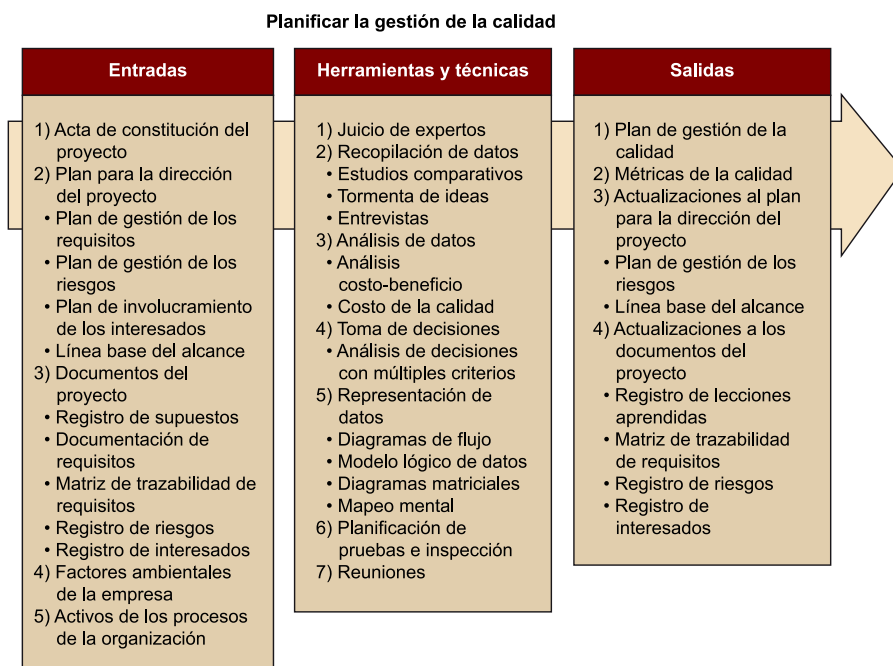 Planificar la gestión de la calidad
Entradas
1) Acta de constitución del
proyecto
2) Plan para la dirección
del proyecto
• Plan de gestión de los
requisitos
• Plan de gestión de los
riesgos
• Plan de involucramiento
de los interesados
• Línea base del alcance
3) Documentos del
proyecto
• Registro de supuestos
• Documentación de
requisitos
• Matriz de trazabilidad de
requisitos
• Registro de riesgos
• Registro de interesados
4) Factores ambientales
de la empresa
5) Activos de los procesos
de la organización
Herramientas y técnicas
1) Juicio de expertos
2) Recopilación de datos
• Estudios comparativos
• Tormenta de ideas
• Entrevistas
3) Análisis de datos
• Análisis
costo-beneficio
• Costo de la calidad
4) Toma de decisiones
• Análisis de decisiones
con múltiples criterios
5) Representación de
datos
• Diagramas de flujo
• Modelo lógico de datos
• Diagramas matriciales
• Mapeo mental
6) Planificación de
pruebas e inspección
7) Reuniones
Salidas
1) Plan de gestión de la
calidad
2) Métricas de la calidad
3) Actualizaciones al plan
para la dirección del
proyecto
• Plan de gestión de los
riesgos
• Línea base del alcance
4) Actualizaciones a los
documentos del
proyecto
• Registro de lecciones
aprendidas
• Matriz de trazabilidad
de requisitos
• Registro de riesgos
• Registro de
interesados